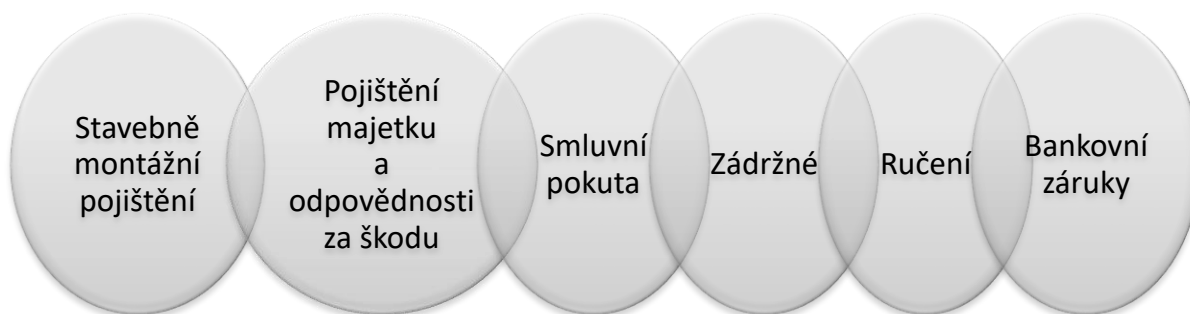 Stavebně
montážní
pojištění
Pojištění
majetku
a
odpovědnosti
za škodu
Smluvní
pokuta
Zádržné
Ručení
Bankovní
záruky